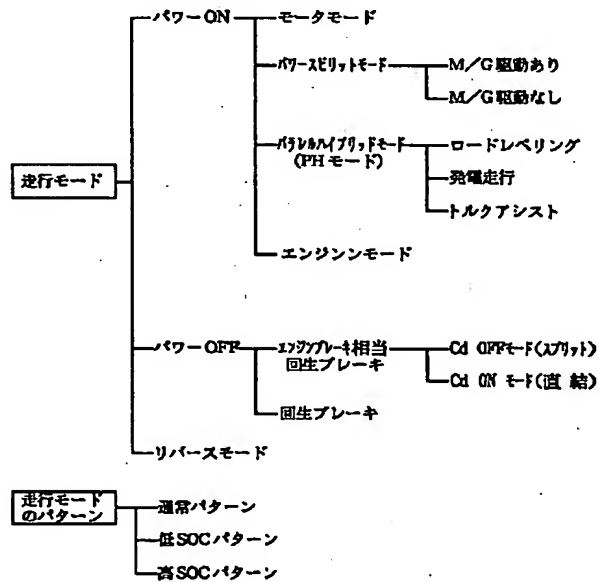 パワーON
モータモード
パワースピリットモード
M/G駆動あり
M/G駆動なし
パラレルハイブリッドモード
(PHモード)
ロードレベリング
発電走行
トルクアシスト
エンジンンモード
走行モード
パワーOFF
エンジンブレーキ相当
回生ブレーキ
Cd OFFモード(スプリット)
Cd ON モード(直 結)
回生ブレーキ
リバースモード
走行モード
のパターン
通常パターン
低SOCパターン
高SOCパターン